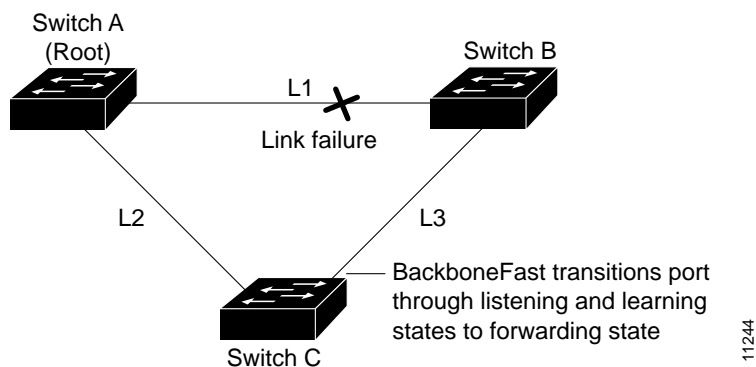 Switch A
(Root)
Switch B
L1
Link failure
L2
L3
BackboneFast transitions port
through listening and learning
states to forwarding state
Switch C
11244